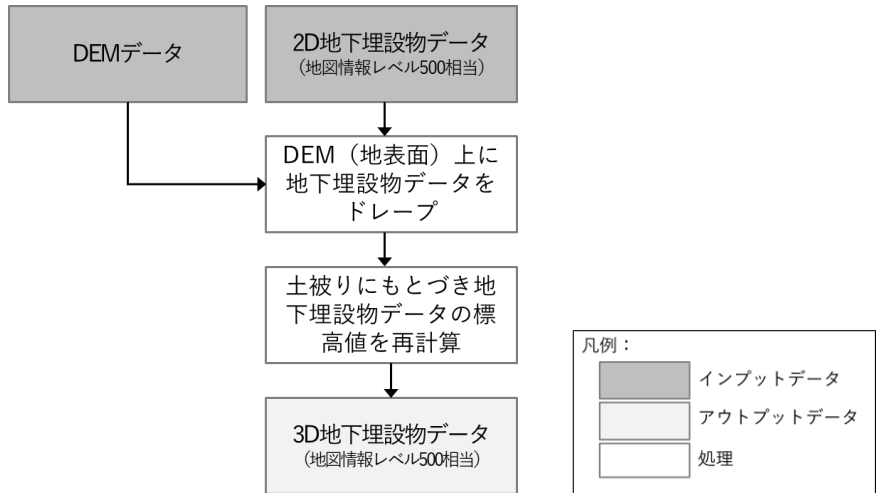 DEMデータ
2D地下埋設物データ
（地図情報レベル500相当）
DEM（地表面）上に
地下埋設物データを
ドレープ
土被りにもとづき地
下埋設物データの標
高値を再計算
3D地下埋設物データ
（地図情報レベル500相当）
凡例：
インプットデータ
アウトプットデータ
処理